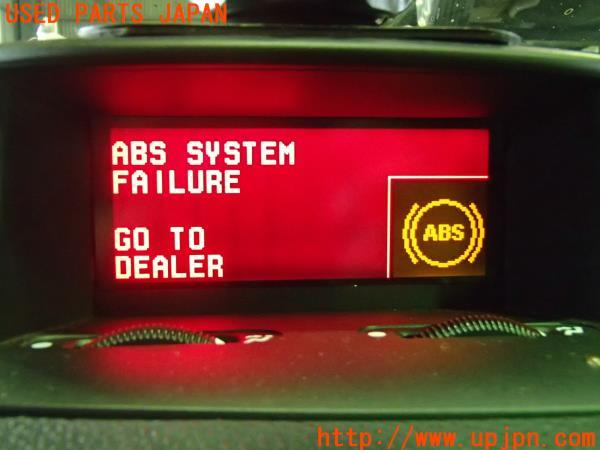 USED PARTS JAPAN
ABS SYSTEM
FAILURE
GO TO
DEALER
ABS
http://www.upjpn.com